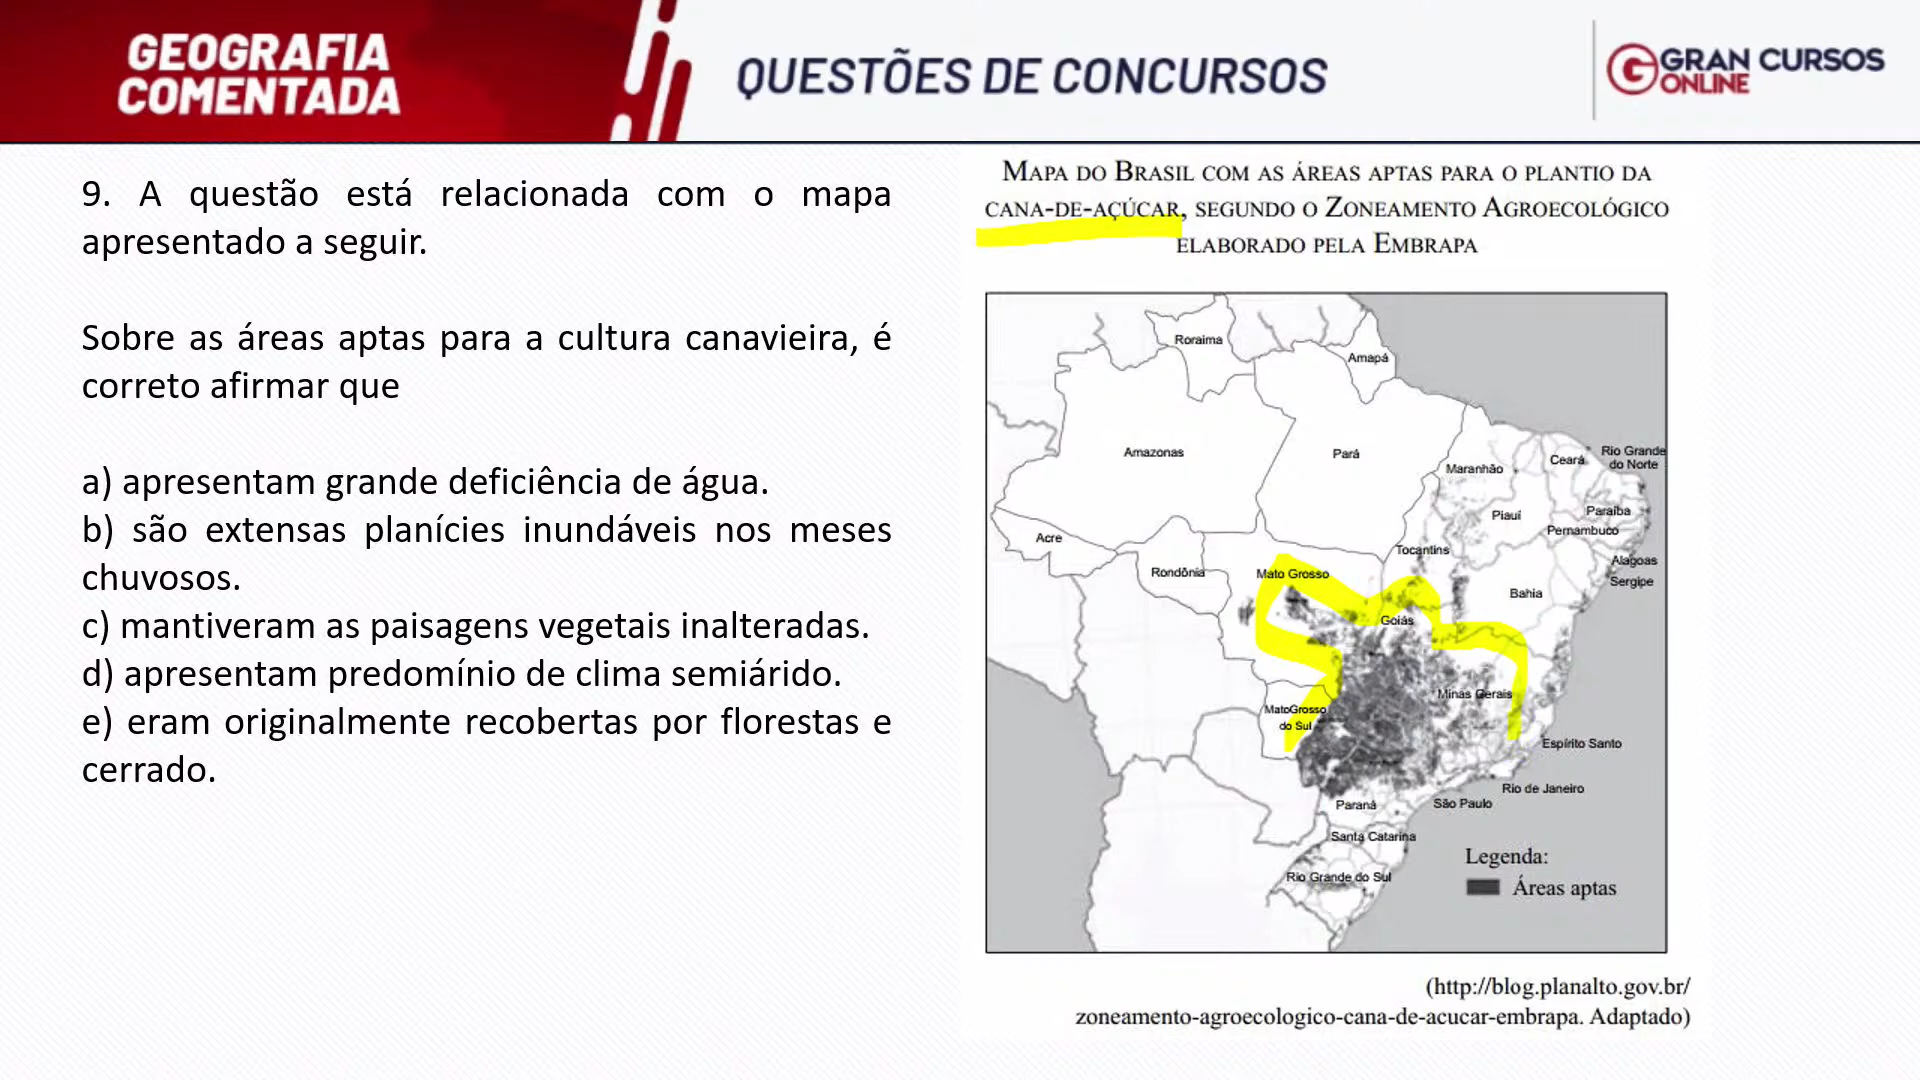 GEOGRAFIA
COMENTADA
QUESTÕES DE CONCURSOS
GRAN CURSOS
ONLINE
9. A questão está relacionada com o mapa
apresentado a seguir.
Sobre as áreas aptas para a cultura canavieira, é
correto afirmar que
a) apresentam grande deficiência de água.
b) são extensas planícies inundáveis nos meses
chuvosos.
c) mantiveram as paisagens vegetais inalteradas.
d) apresentam predomínio de clima semiárido.
e) eram originalmente recobertas por florestas e
cerrado.
MAPA DO BRASIL COM AS ÁREAS APTAS PARA O PLANTIO DA
CANA-DE-AÇÚCAR, SEGUNDO O ZONEAMENTO AGROECOLÓGICO
ELABORADO PELA EMBRAPA
Roraima
Amapá
Amazonas
Pará
Maranhão
Ceará
Rio Grande
do Norte
Piauí
Paraíba
Pernambuco
Acre
Rondônia
Tocantins
Alagoas
Sergipe
Mato Grosso
Bahia
Goiás
Minas Gerais
MatoGrosso
do Sul
Espírito Santo
Rio de Janeiro
São Paulo
Paraná
Santa Catarina
Rio Grande do Sul
Legenda:
Áreas aptas
(http://blog.planalto.gov.br/
zoneamento-agroecologico-cana-de-acucar-embrapa. Adaptado)